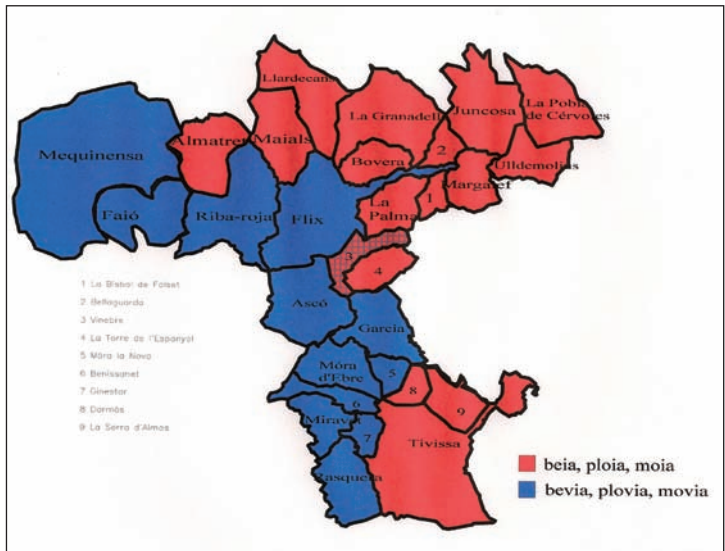 Llardecans
La Granadell
Juncosa
La Pobla
de Cérvoles
Almatret
Maials
Mequinensa
Bovera
2
Ulldemolins
Margalef
1
La
Palma
Faió
Riba-roja
Flix
3
4
1 La Bisbal de Falset
2 Bellaguarda
3 Vinebre
4 La Torre de l'Espanyol
5 Móra la Nova
6 Benissanet
7 Ginestar
8 Darmós
9 La Serra d'Almos
Ascó
Garcia
Móra
d'Ebre
5
8
6
9
Miravet
7
Tivissa
Rasquera
beia, ploia, moia
bevia, plovia, movia